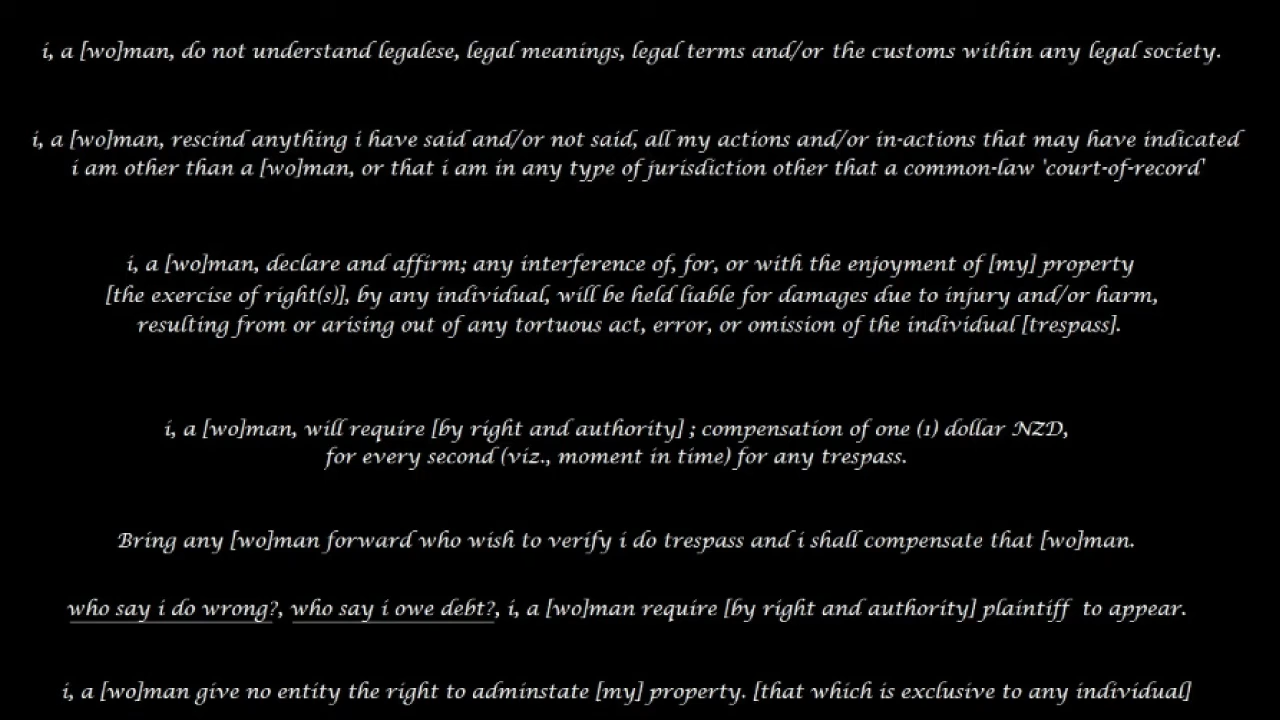 i, a [wo]man, do not understand legalese, legal meanings, legal terms and/or the customs within any legal society.
i, a [wo]man, rescind anything i have said and/or not said, all my actions and/or in-actions that may have indicated
i am other than a [wo]man, or that i am in any type of jurisdiction other that a common-law 'court-of-record'
i, a [wo]man, declare and affirm; any interference of, for, or with the enjoyment of [my] property
[the exercise of right(s)], by any individual, will be held liable for damages due to injury and/or harm,
resulting from or arising out of any tortuous act, error, or omission of the individual [trespass].
i, a [wo]man, will require [by right and authority] ; compensation of one (1) dollar NZD,
for every second (viz., moment in time) for any trespass.
Bring any [wo]man forward who wish to verify i do trespass and i shall compensate that [wo]man.
who say i do wrong?, who say i owe debt?, i, a [wo]man require [by right and authority] plaintiff to appear.
i, a [wo]man give no entity the right to adminstate [my] property. [that which is exclusive to any individual]